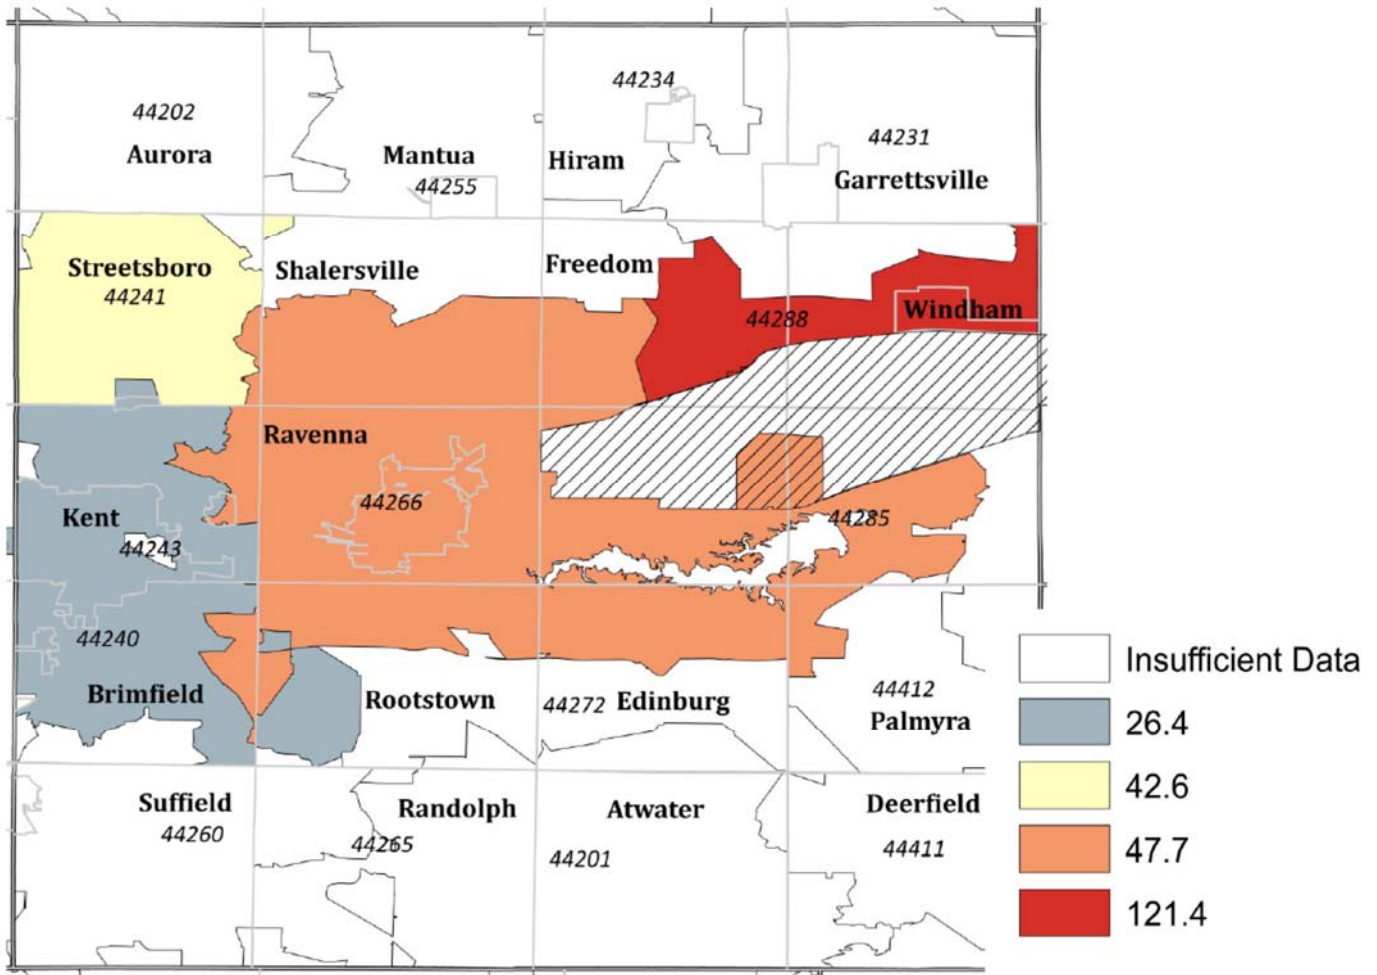 44234
44202
44231
Aurora
Mantua
Hiram
44255
Garrettsville
Streetsboro
Shalersville
Freedom
44241
Windham
44288
Ravenna
44266
Kent
44285
44243
44240
Insufficient Data
Brimfield
Rootstown
44272
Edinburg
44412
Palmyra
26.4
42.6
Suffield
Randolph
Atwater
Deerfield
44260
44265
44201
44411
47.7
121.4